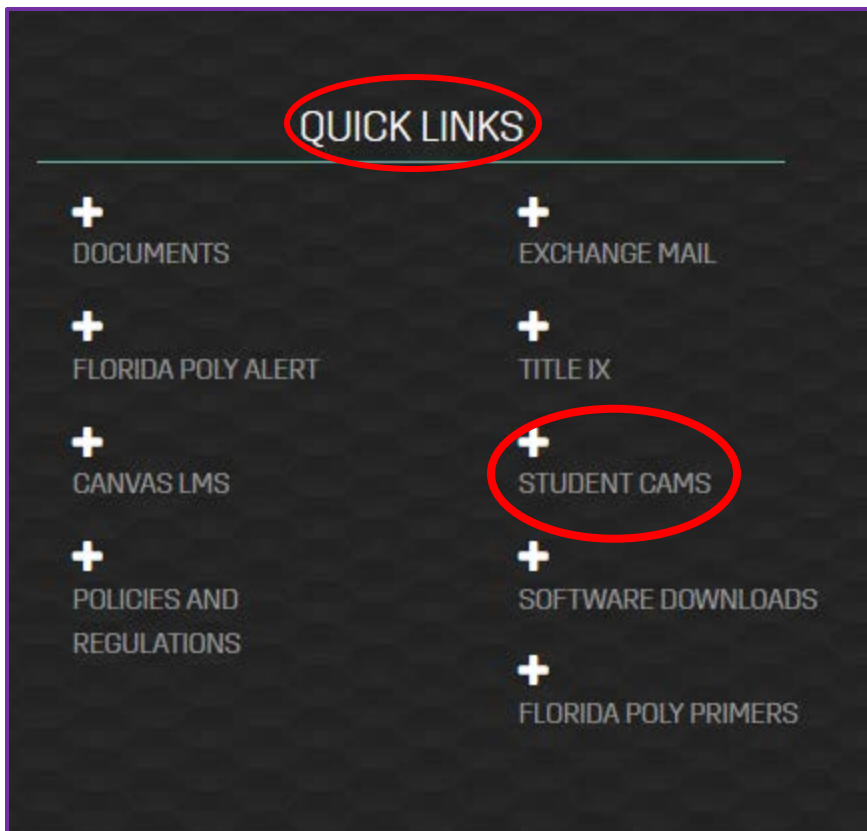 QUICK LINKS
DOCUMENTS
FLORIDA POLY ALERT
CANVAS LMS
POLICIES AND
REGULATIONS
EXCHANGE MAIL
TITLE IX
STUDENT CAMS
SOFTWARE DOWNLOADS
FLORIDA POLY PRIMERS